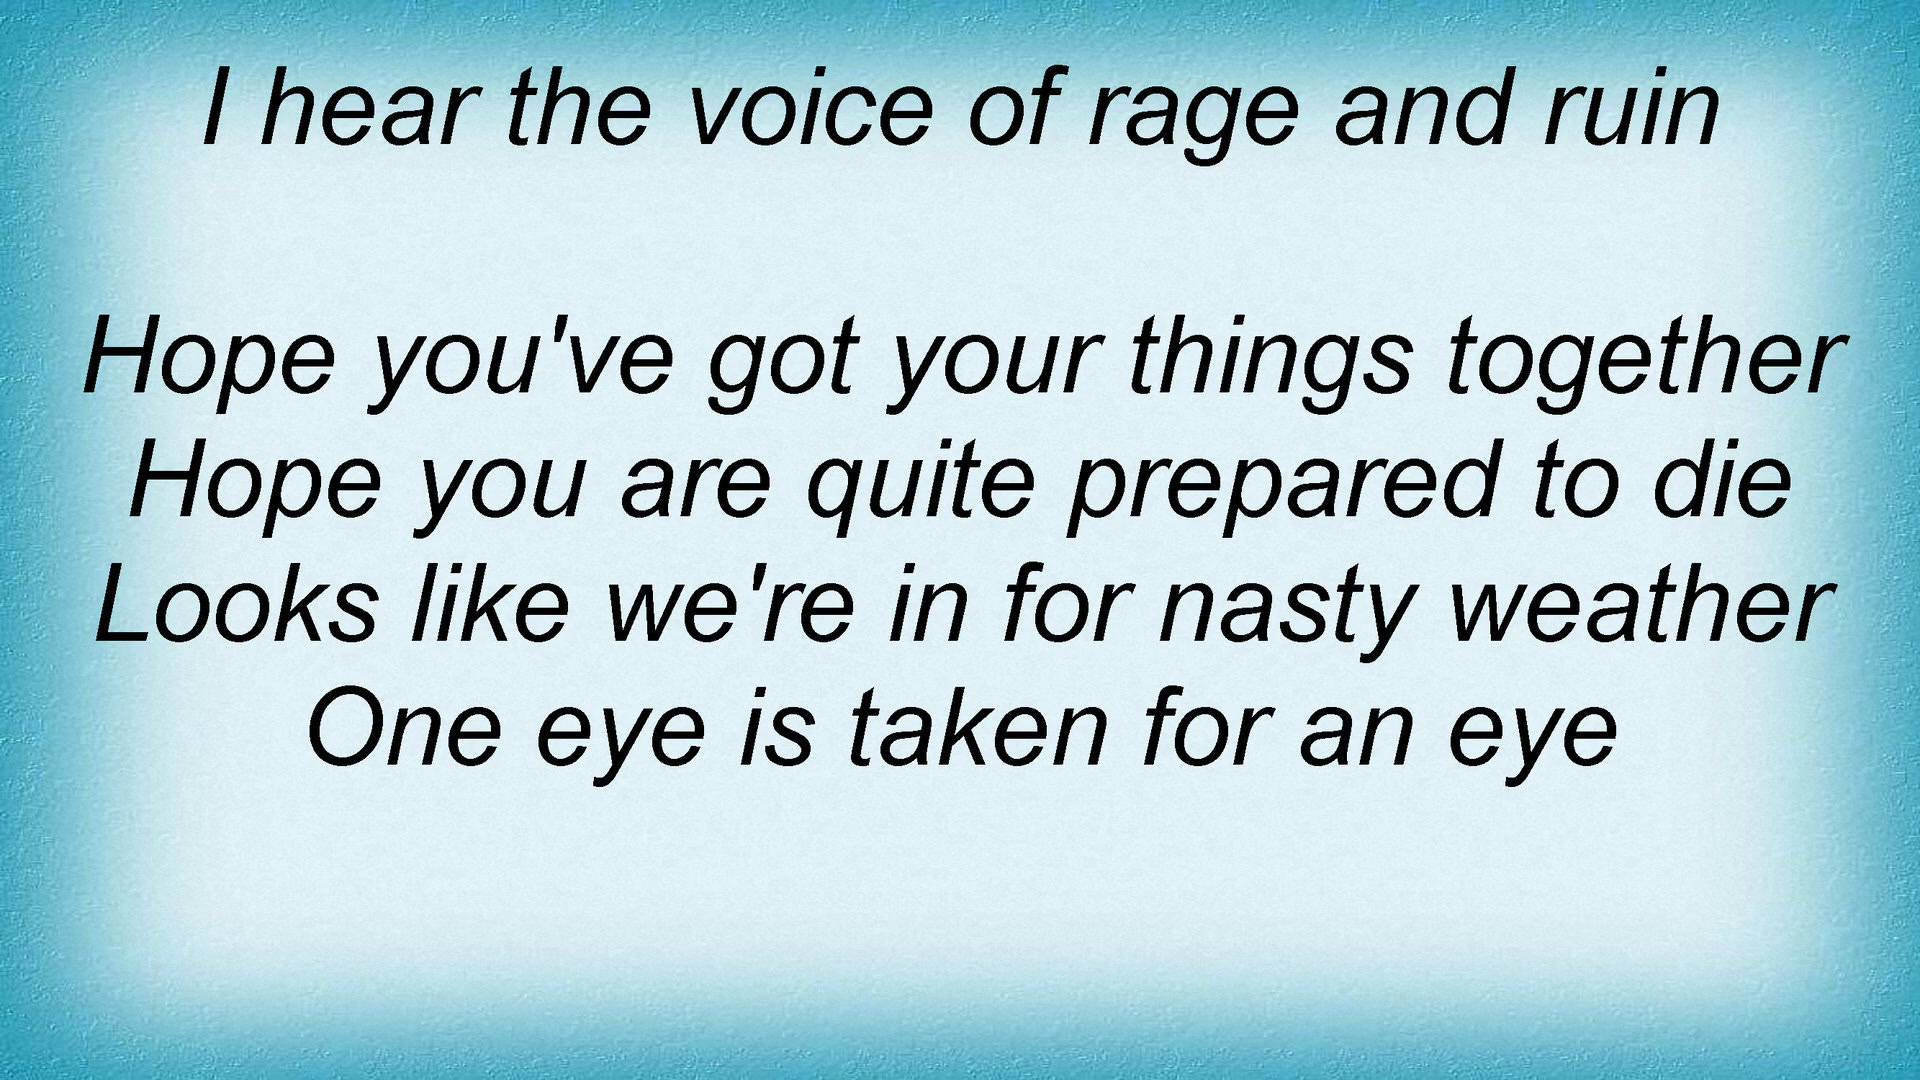 I hear the voice of rage and ruin
Hope you've got your things together
Hope you are quite prepared to die
Looks like we're in for nasty weather
One eye is taken for an eye